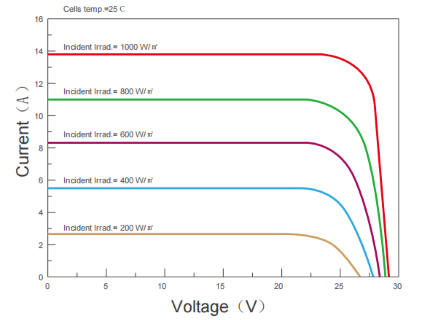 Cells temp.=25℃
16
Incident Irrad.= 1000 W/㎡
14
12
Incident Irrad.= 800 W/㎡
10
Incident Irrad.= 600 W/㎡
8
Incident Irrad.= 400 W/㎡
6
4
Incident Irrad.= 200 W/㎡
2
0
Current（A）
0 5 10 15 20 25 30
Voltage（V）